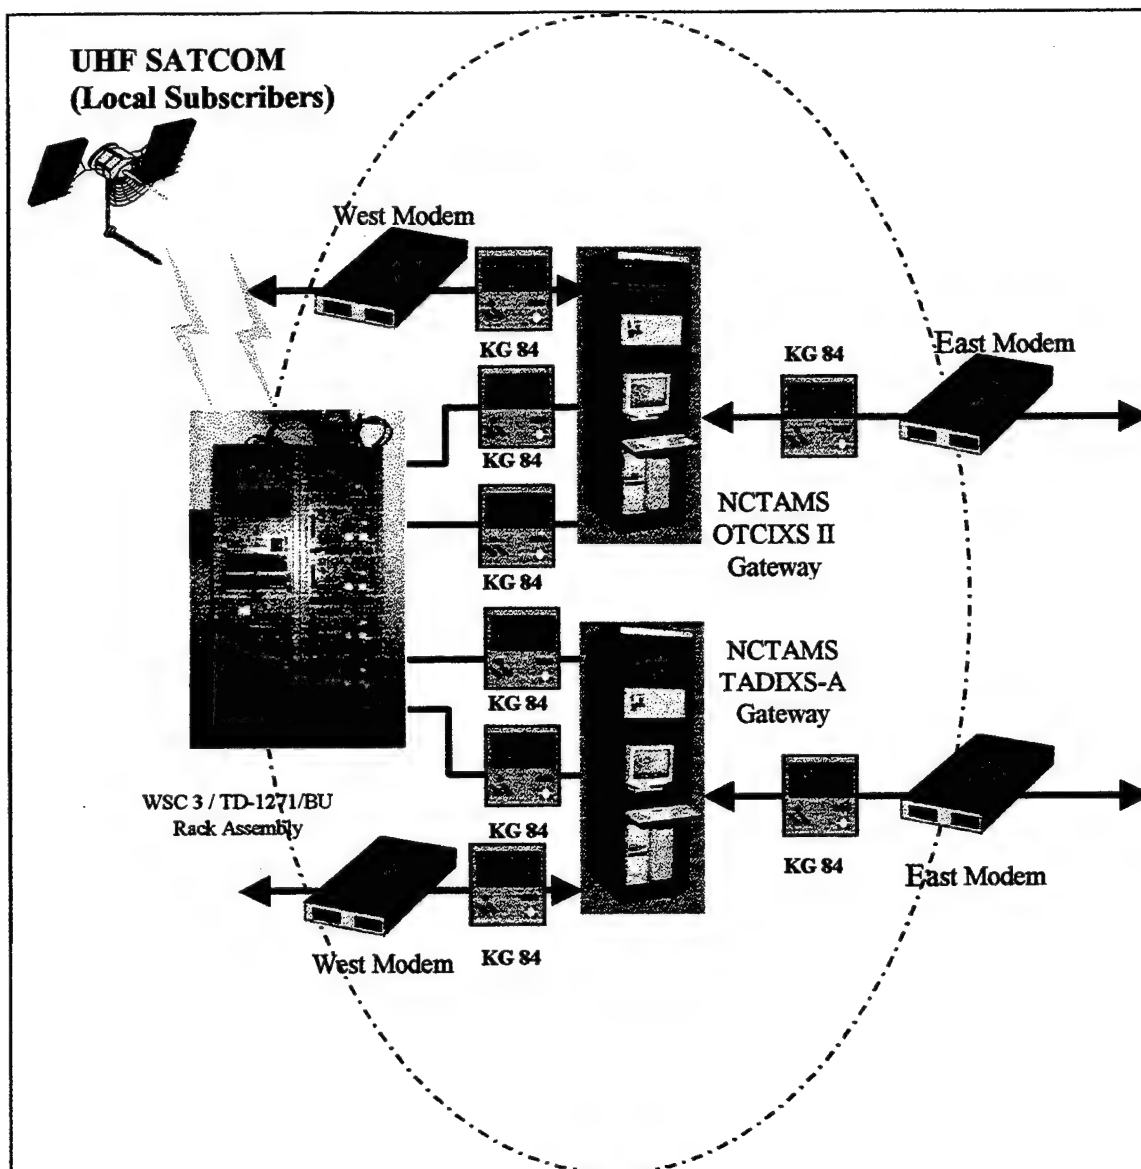 UHF SATCOM
(Local Subscribers)
West Modem
KG 84
KG 84
KG 84
KG 84
East Modem
NCTAMS
OTCIXS II
Gateway
NCTAMS
TADIXS-A
Gateway
KG 84
KG 84
WSC 3 / TD-1271/BU
Rack Assembly
West Modem
KG 84
KG 84
East Modem